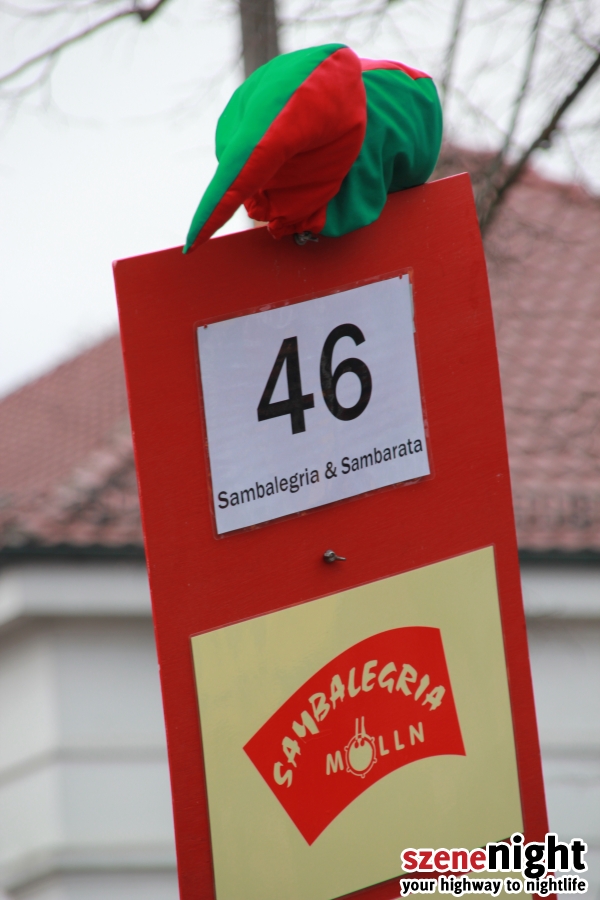 46
Sambalegria & Sambarata
SAMBALEGRIA
MOLLN
szenenight
your highway to nightlife